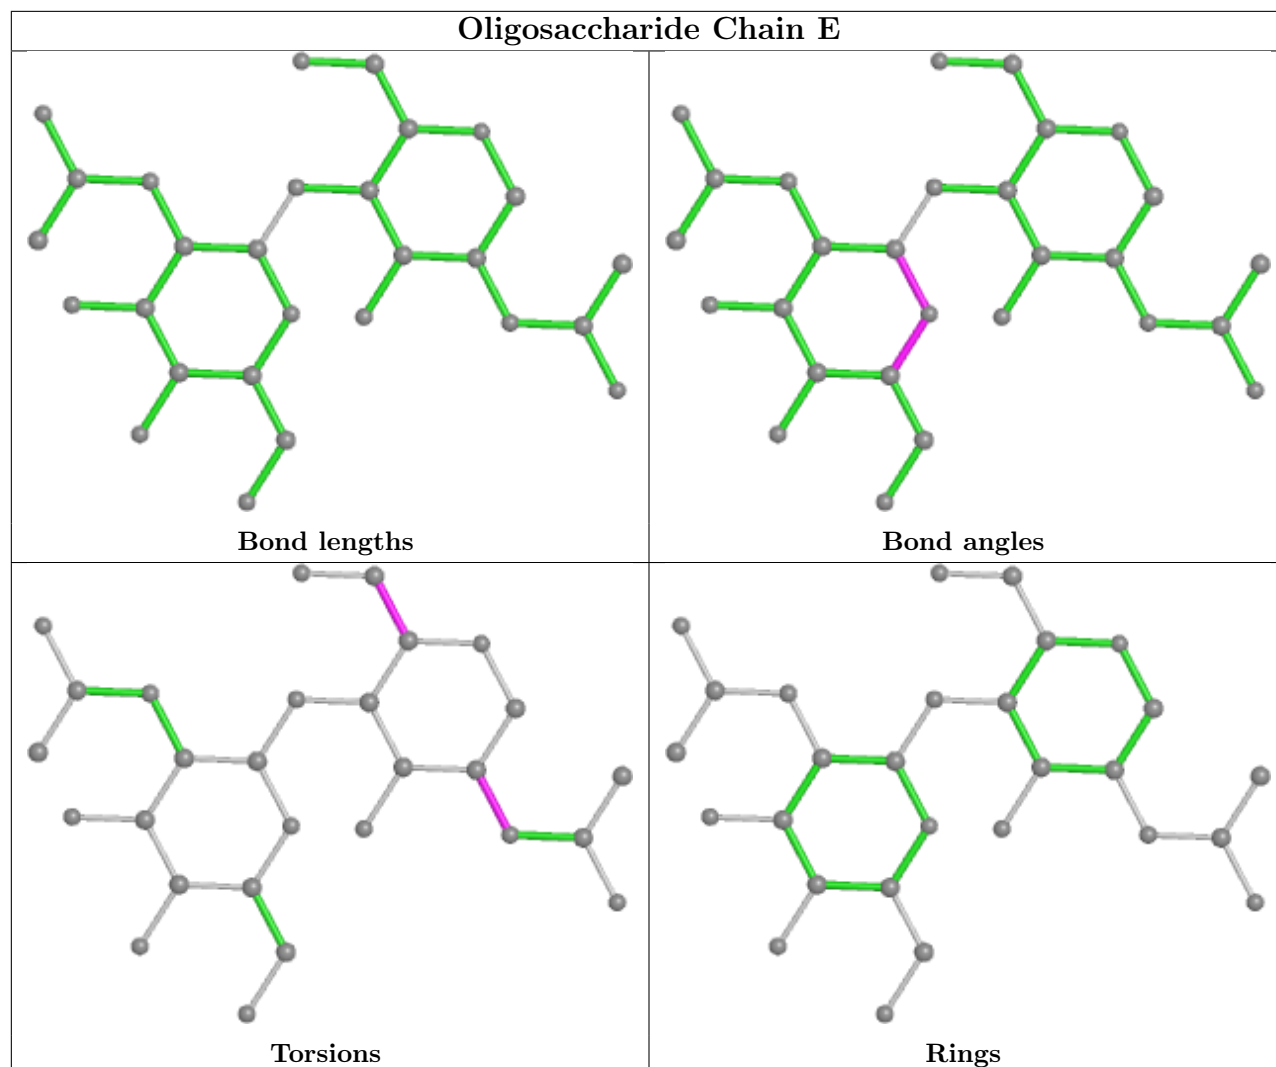 Oligosaccharide Chain E
Bond lengths
Bond angles
Torsions
Rings